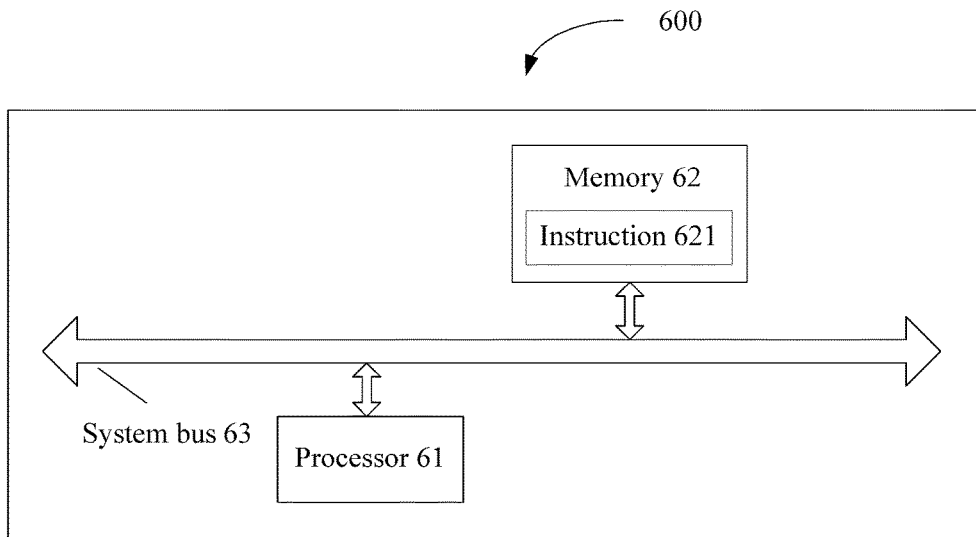 600
Memory 62
Instruction 621
System bus 63
Processor 61